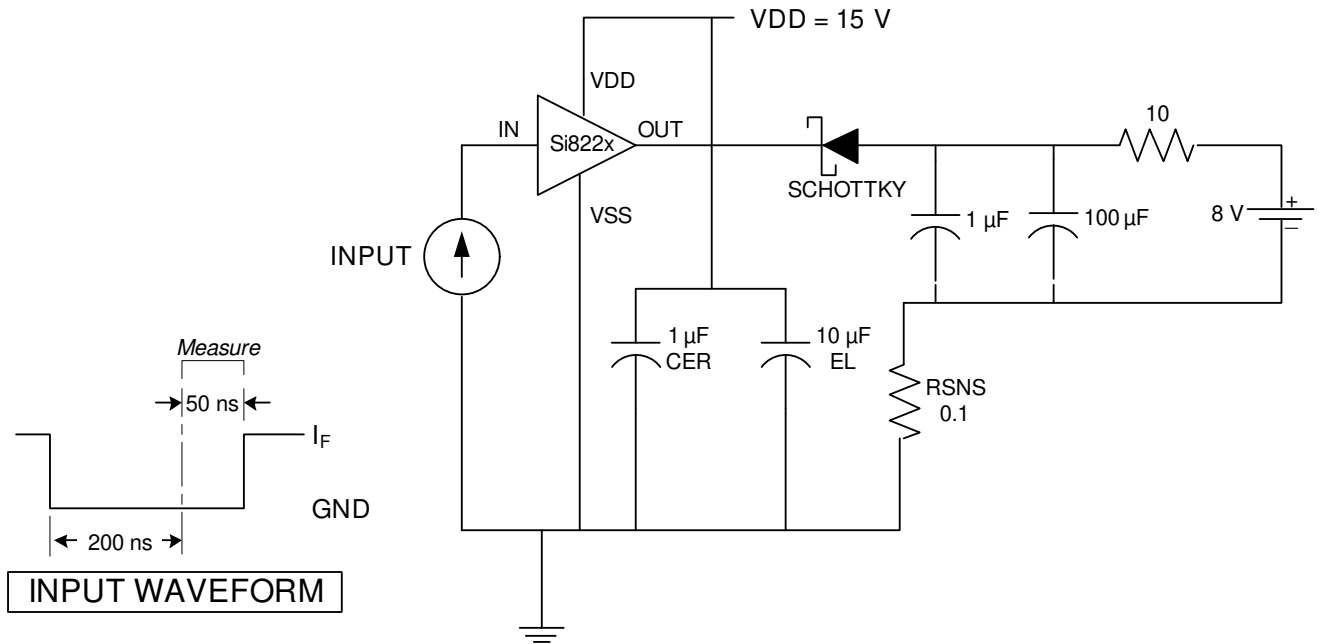 VDD = 15 V
VDD
10
IN
OUT
Si822x
SCHOTTKY
VSS
1 µF
100 µF
8 V
+
–
INPUT
1 µF
CER
10 µF
EL
RSNS
0.1
Measure
50 ns
IF
GND
200 ns
INPUT WAVEFORM